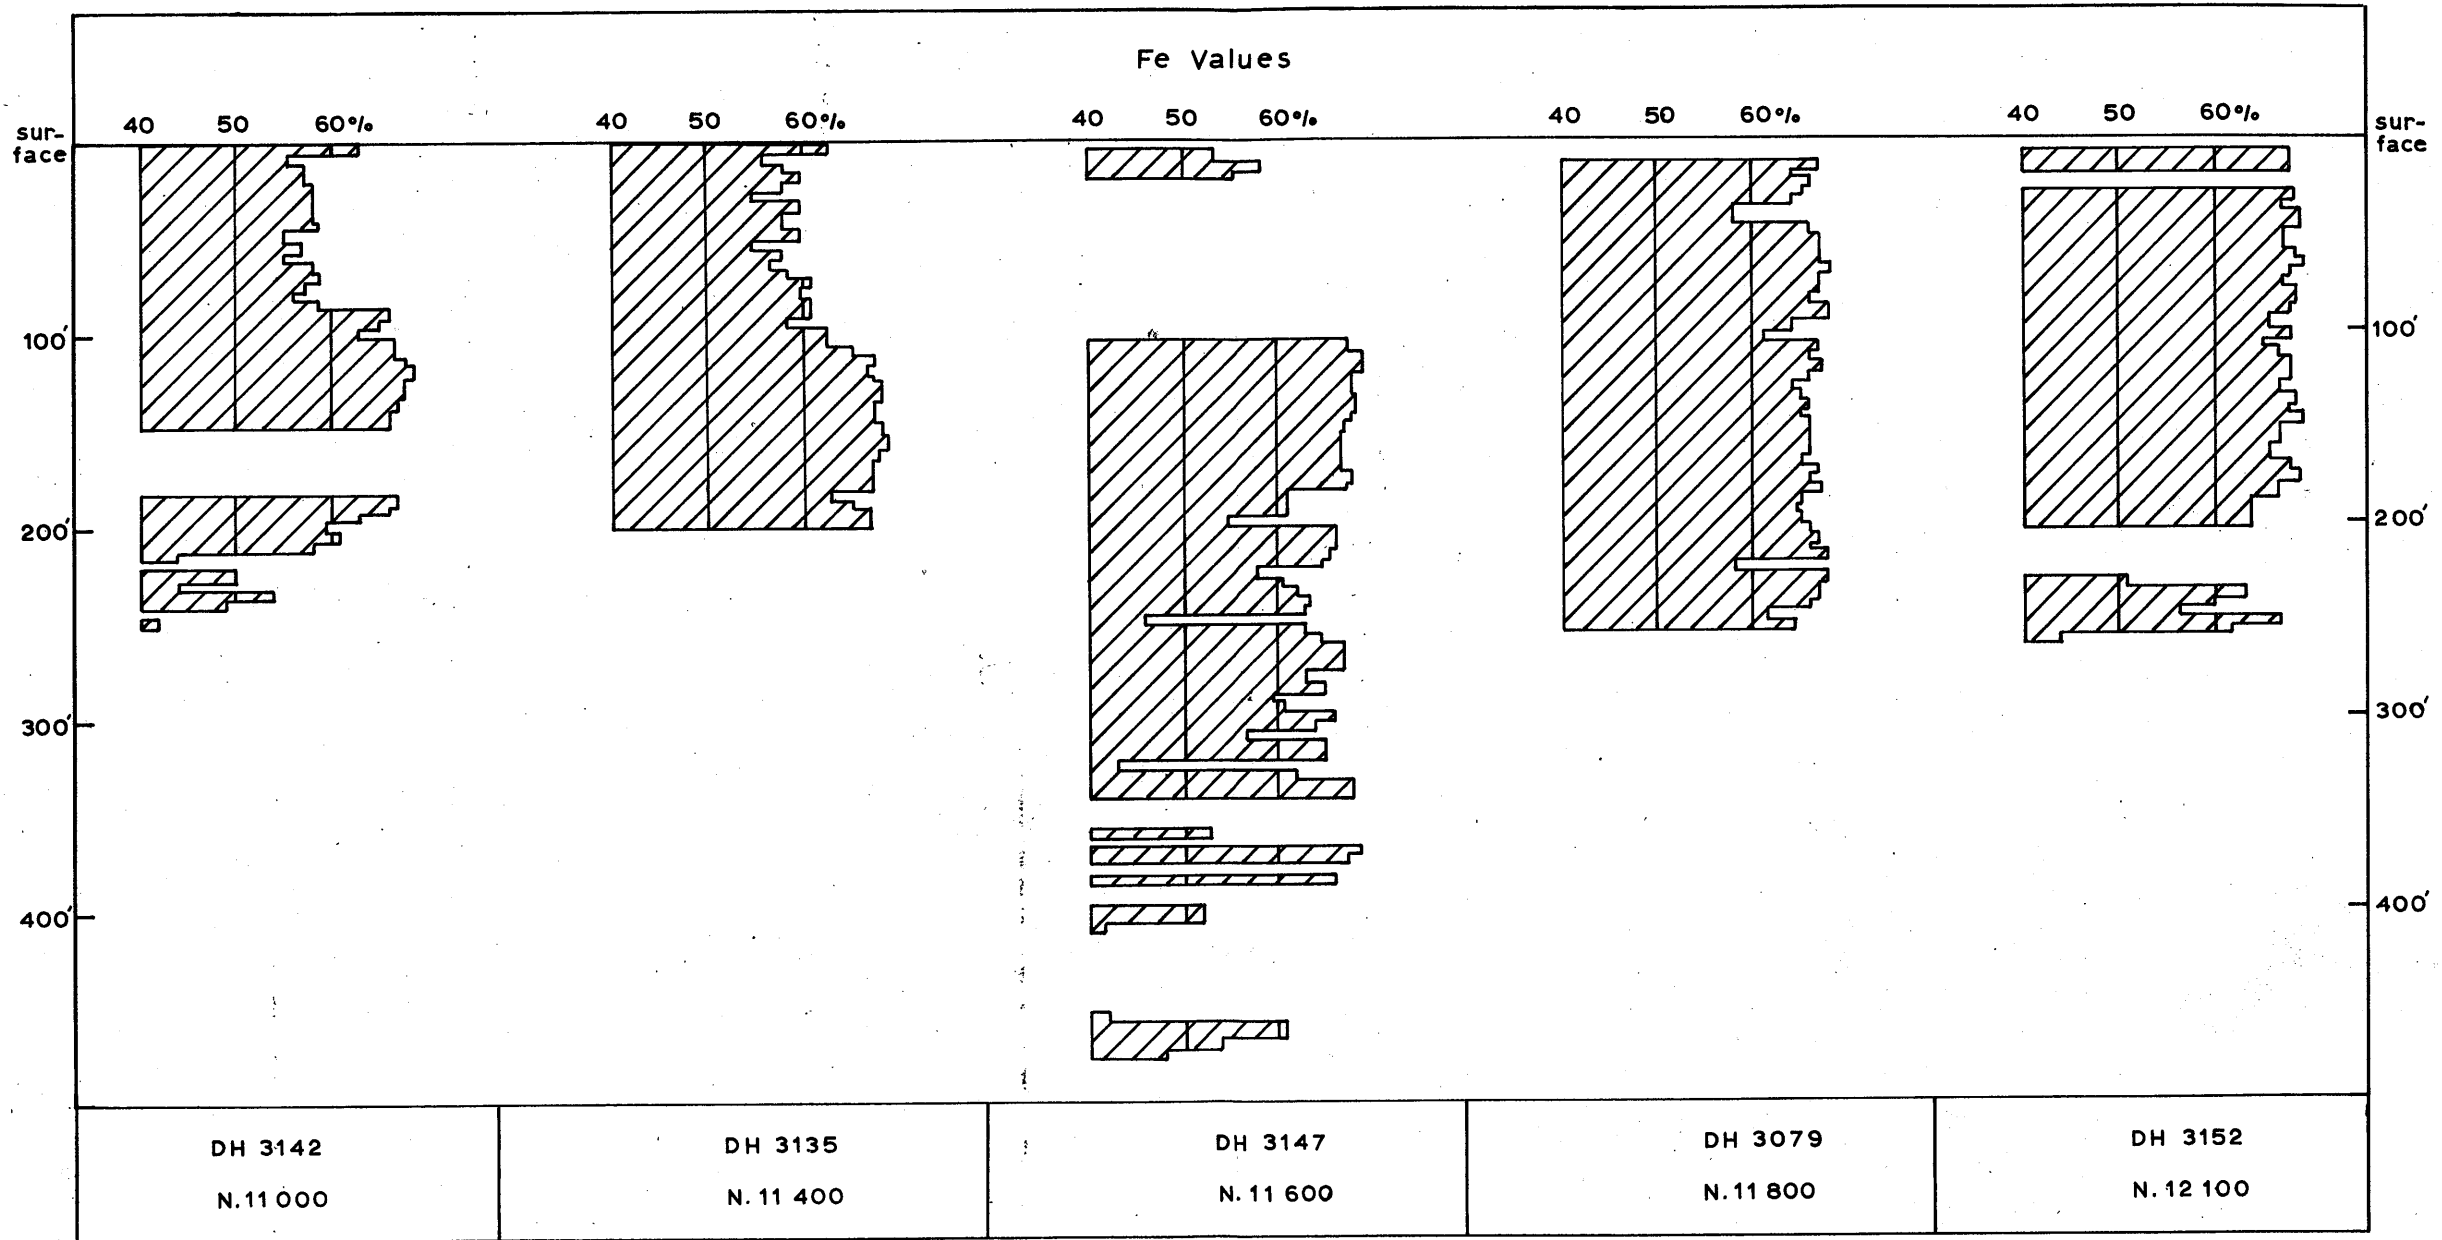 Fe Values
40 50 60% 40 50 60% 40 50 60% 40 50 60% 40 50 60%
sur-
face
sur-
face
100' 100'
200' 200'
300' 300'
400' 400'
DH 3142 DH 3135 DH 3147 DH 3079 DH 3152
N.11 000 N.11 400 N.11 600 N.11 800 N.12 100